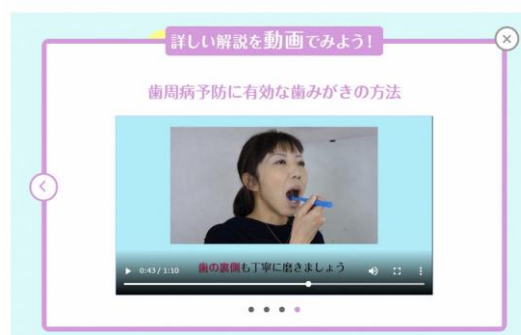 詳しい解説を動画でみよう！
歯周病予防に有効な歯みがきの方法
歯の裏側も丁寧に磨きましょう
0:43 / 1:10